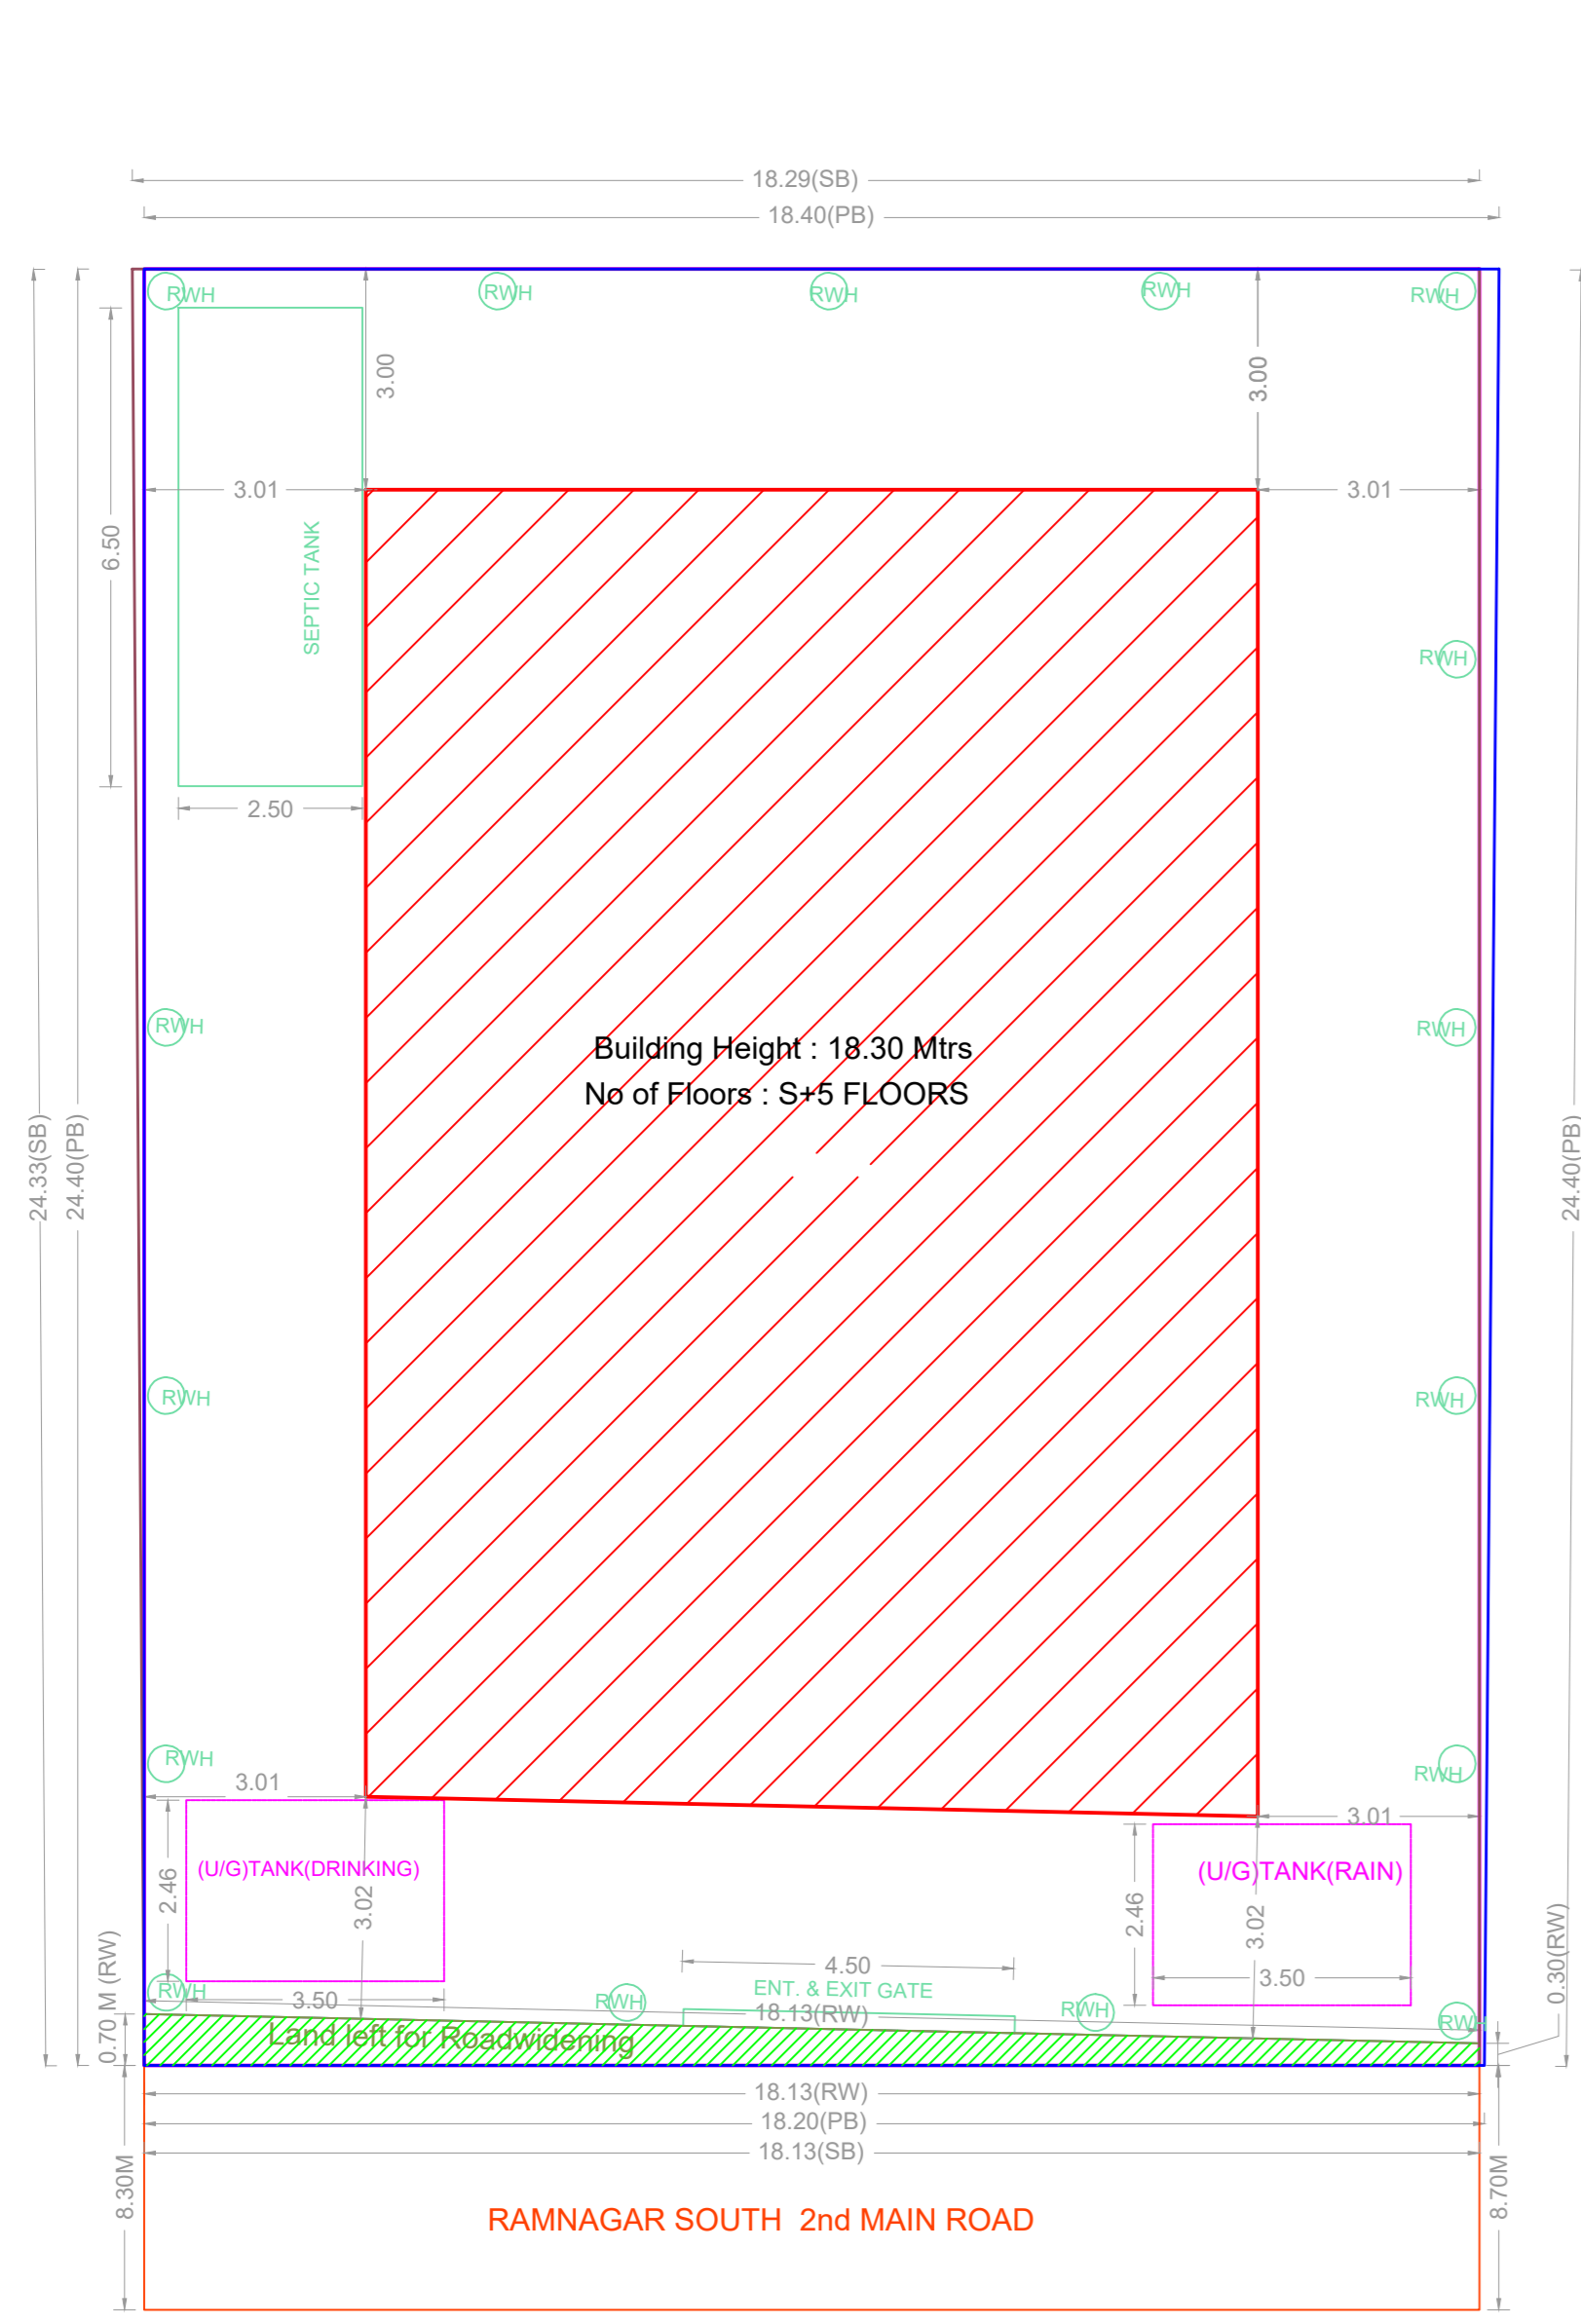 18.29(SB)
18.40(PB)
RWH
RWH
RWH
RWH
RWH
3.00
3.00
3.01
3.01
6.50
SEPTIC TANK
RWH
2.50
RWH
RWH
Building Height : 18.30 Mtrs
No of Floors : S+5 FLOORS
24.33(SB)
24.40(PB)
24.40(PB)
RWH
RWH
RWH
RWH
3.01
3.01
(U/G)TANK(DRINKING)
(U/G)TANK(RAIN)
2.46
3.02
2.46
3.02
0.70 M (RW)
0.30(RW)
4.50
3.50
ENT. & EXIT GATE
3.50
RWH
RWH
RWH
RWH
18.13(RW)
Land left for Roadwidening
18.13(RW)
18.20(PB)
18.13(SB)
8.30M
8.70M
RAMNAGAR SOUTH 2nd MAIN ROAD